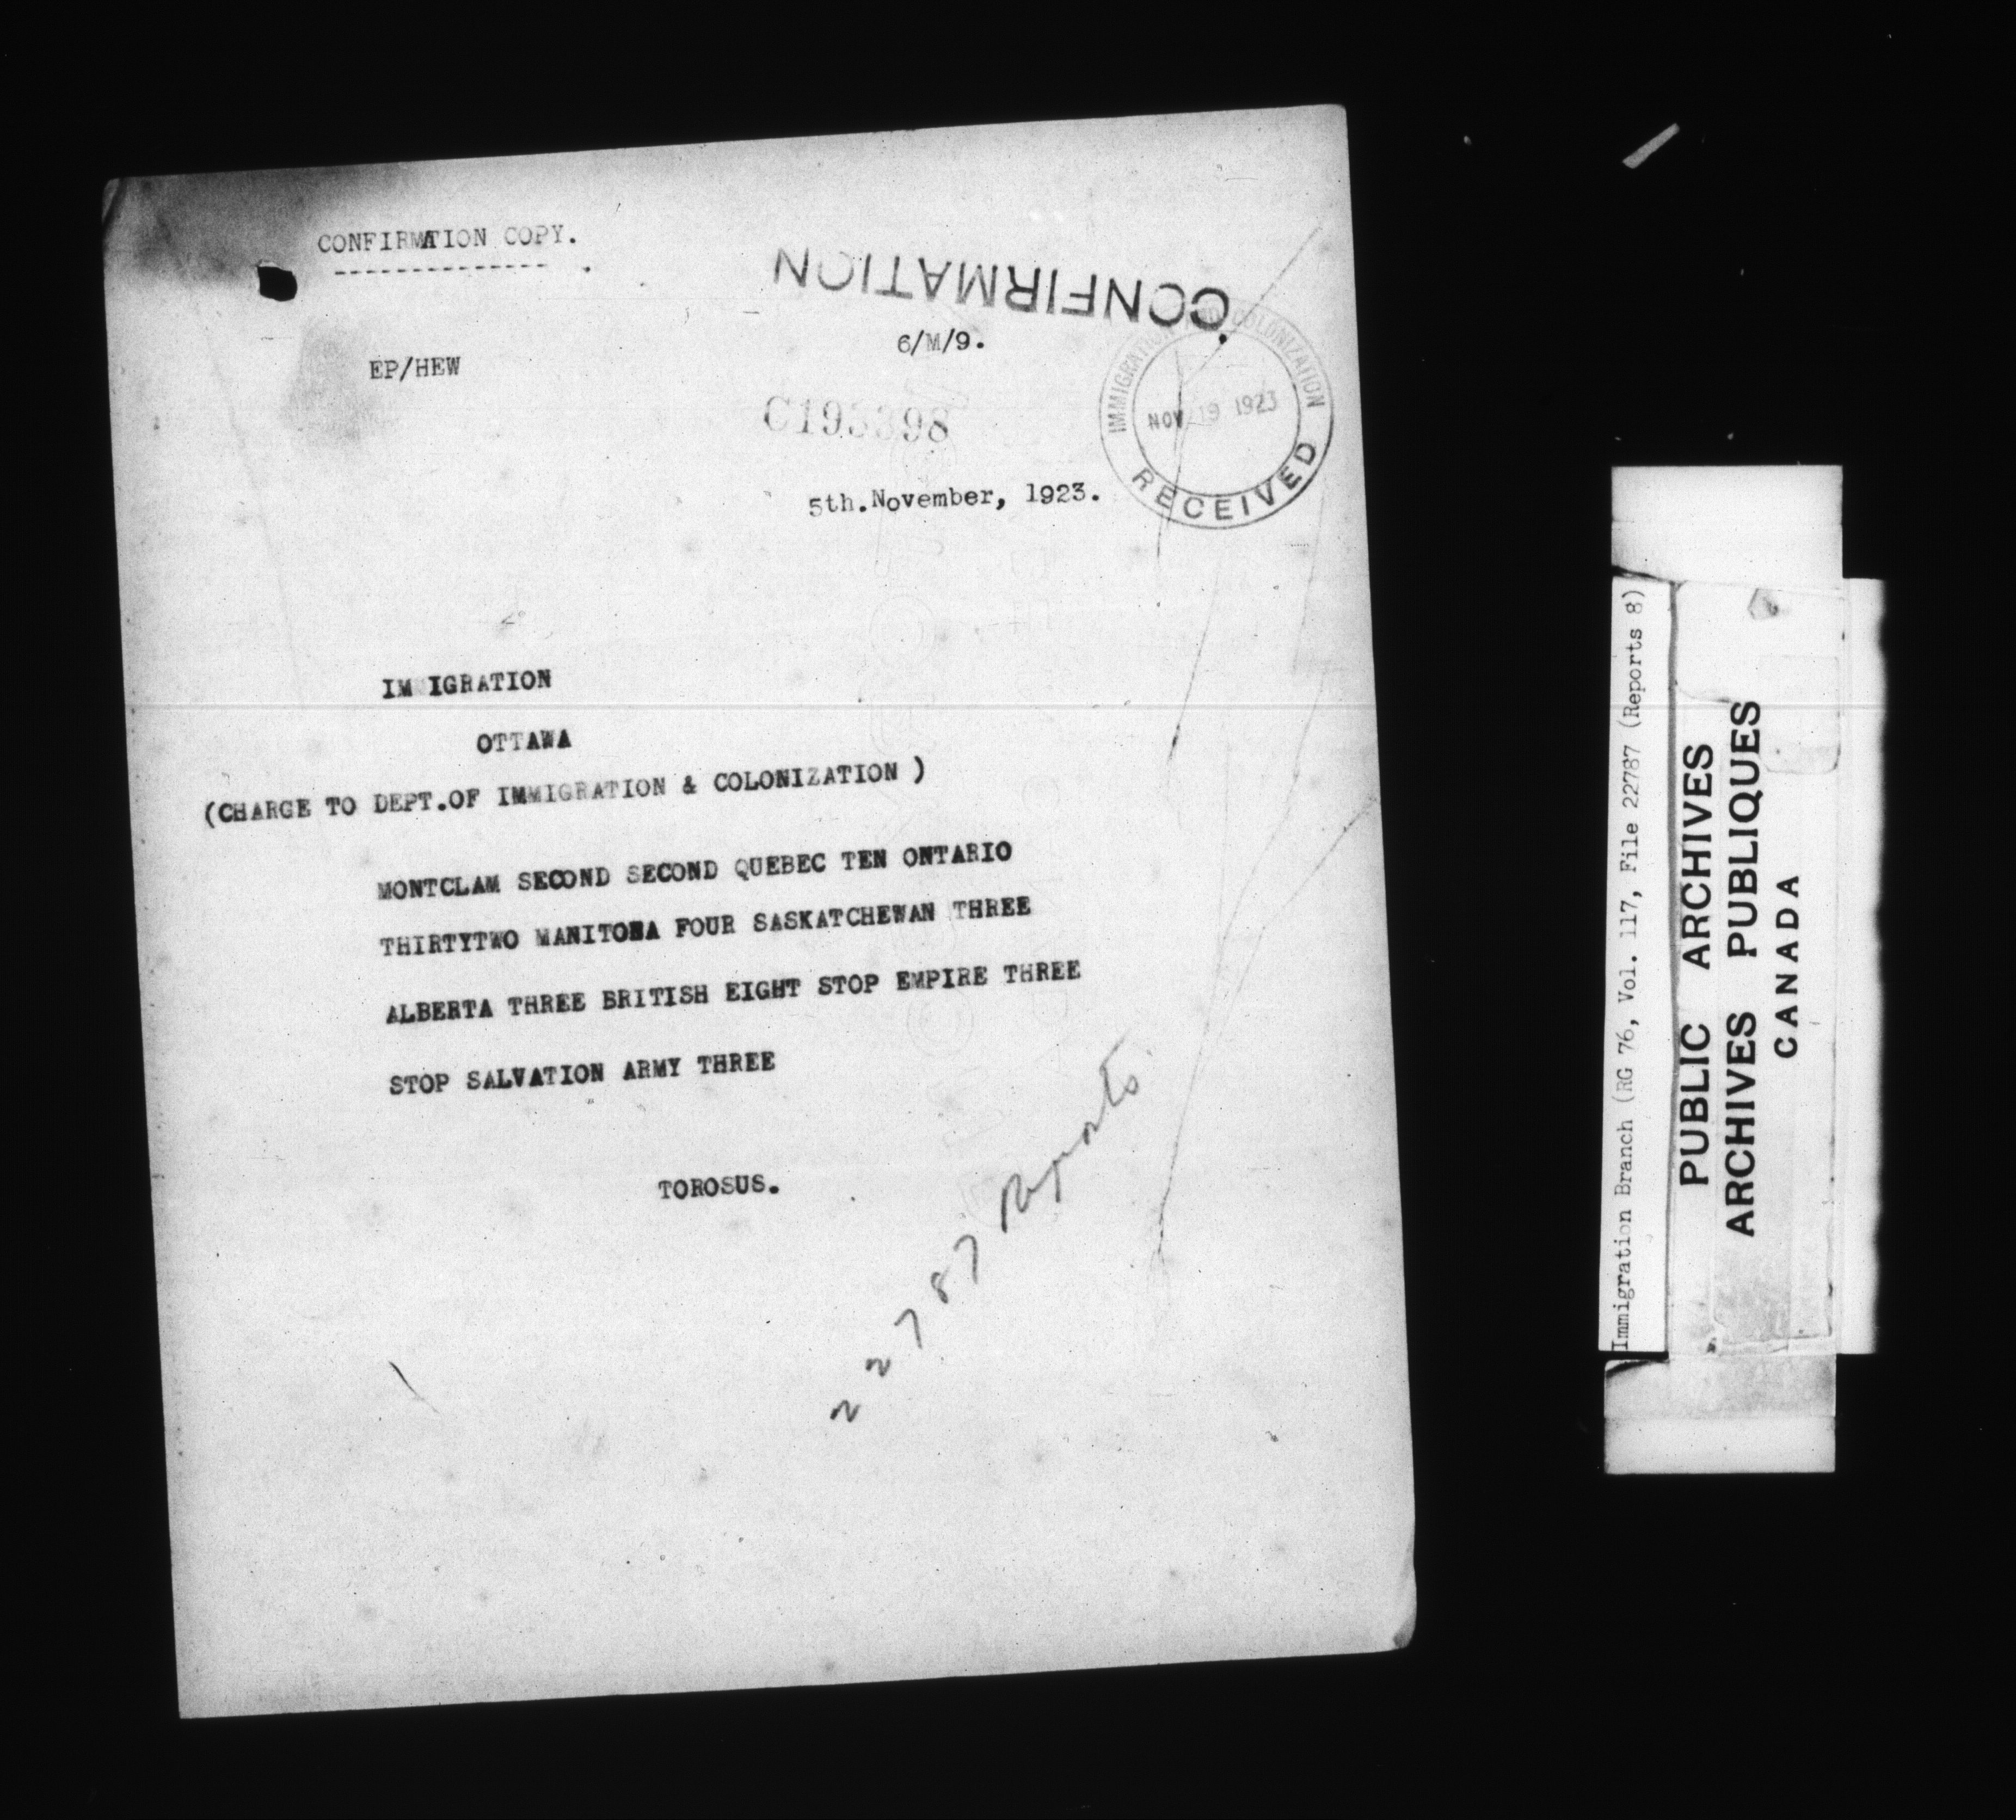 CONFIRMATION COPY.
CONFIRMATION
6/M/9.
EP/HEW
IMMIGRATION AND COLONIZATION
NOV 19 1923
RECEIVED
C195398
5th.November, 1923.
IM IGRATION
OTTAWA
(CHARGE TO DEPT.OF IMMIGRATION & COLONIZATION )
MONTCLAM SECOND SECOND QUEBEC TEN ONTARIO
THIRTYTWO MANITOBA FOUR SASKATCHEWAN THREE
ALBERTA THREE BRITISH EIGHT STOP EMPIRE THREE
STOP SALVATION ARMY THREE
TOROSUS.
22787 Reports
Immigration Branch (RG 76, Vol. 117, File 22787 (Reports 8)
PUBLIC ARCHIVES
ARCHIVES PUBLIQUES
CANADA